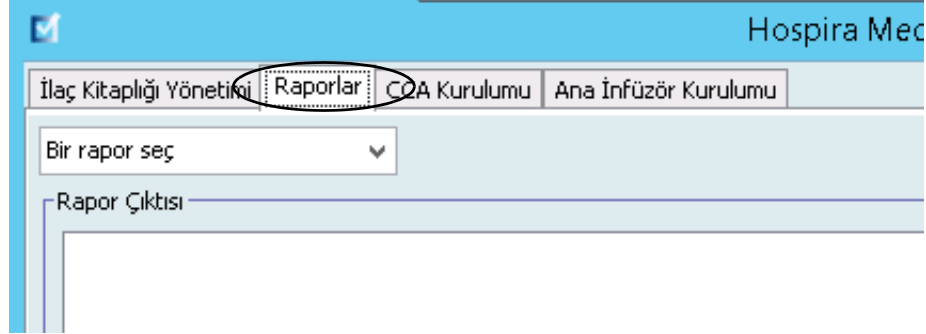 Hospira Med
İlaç Kitaplığı Yönetimi Raporlar CCA Kurulumu Ana İnfüzör Kurulumu
Bir rapor seç
Rapor Çıktısı